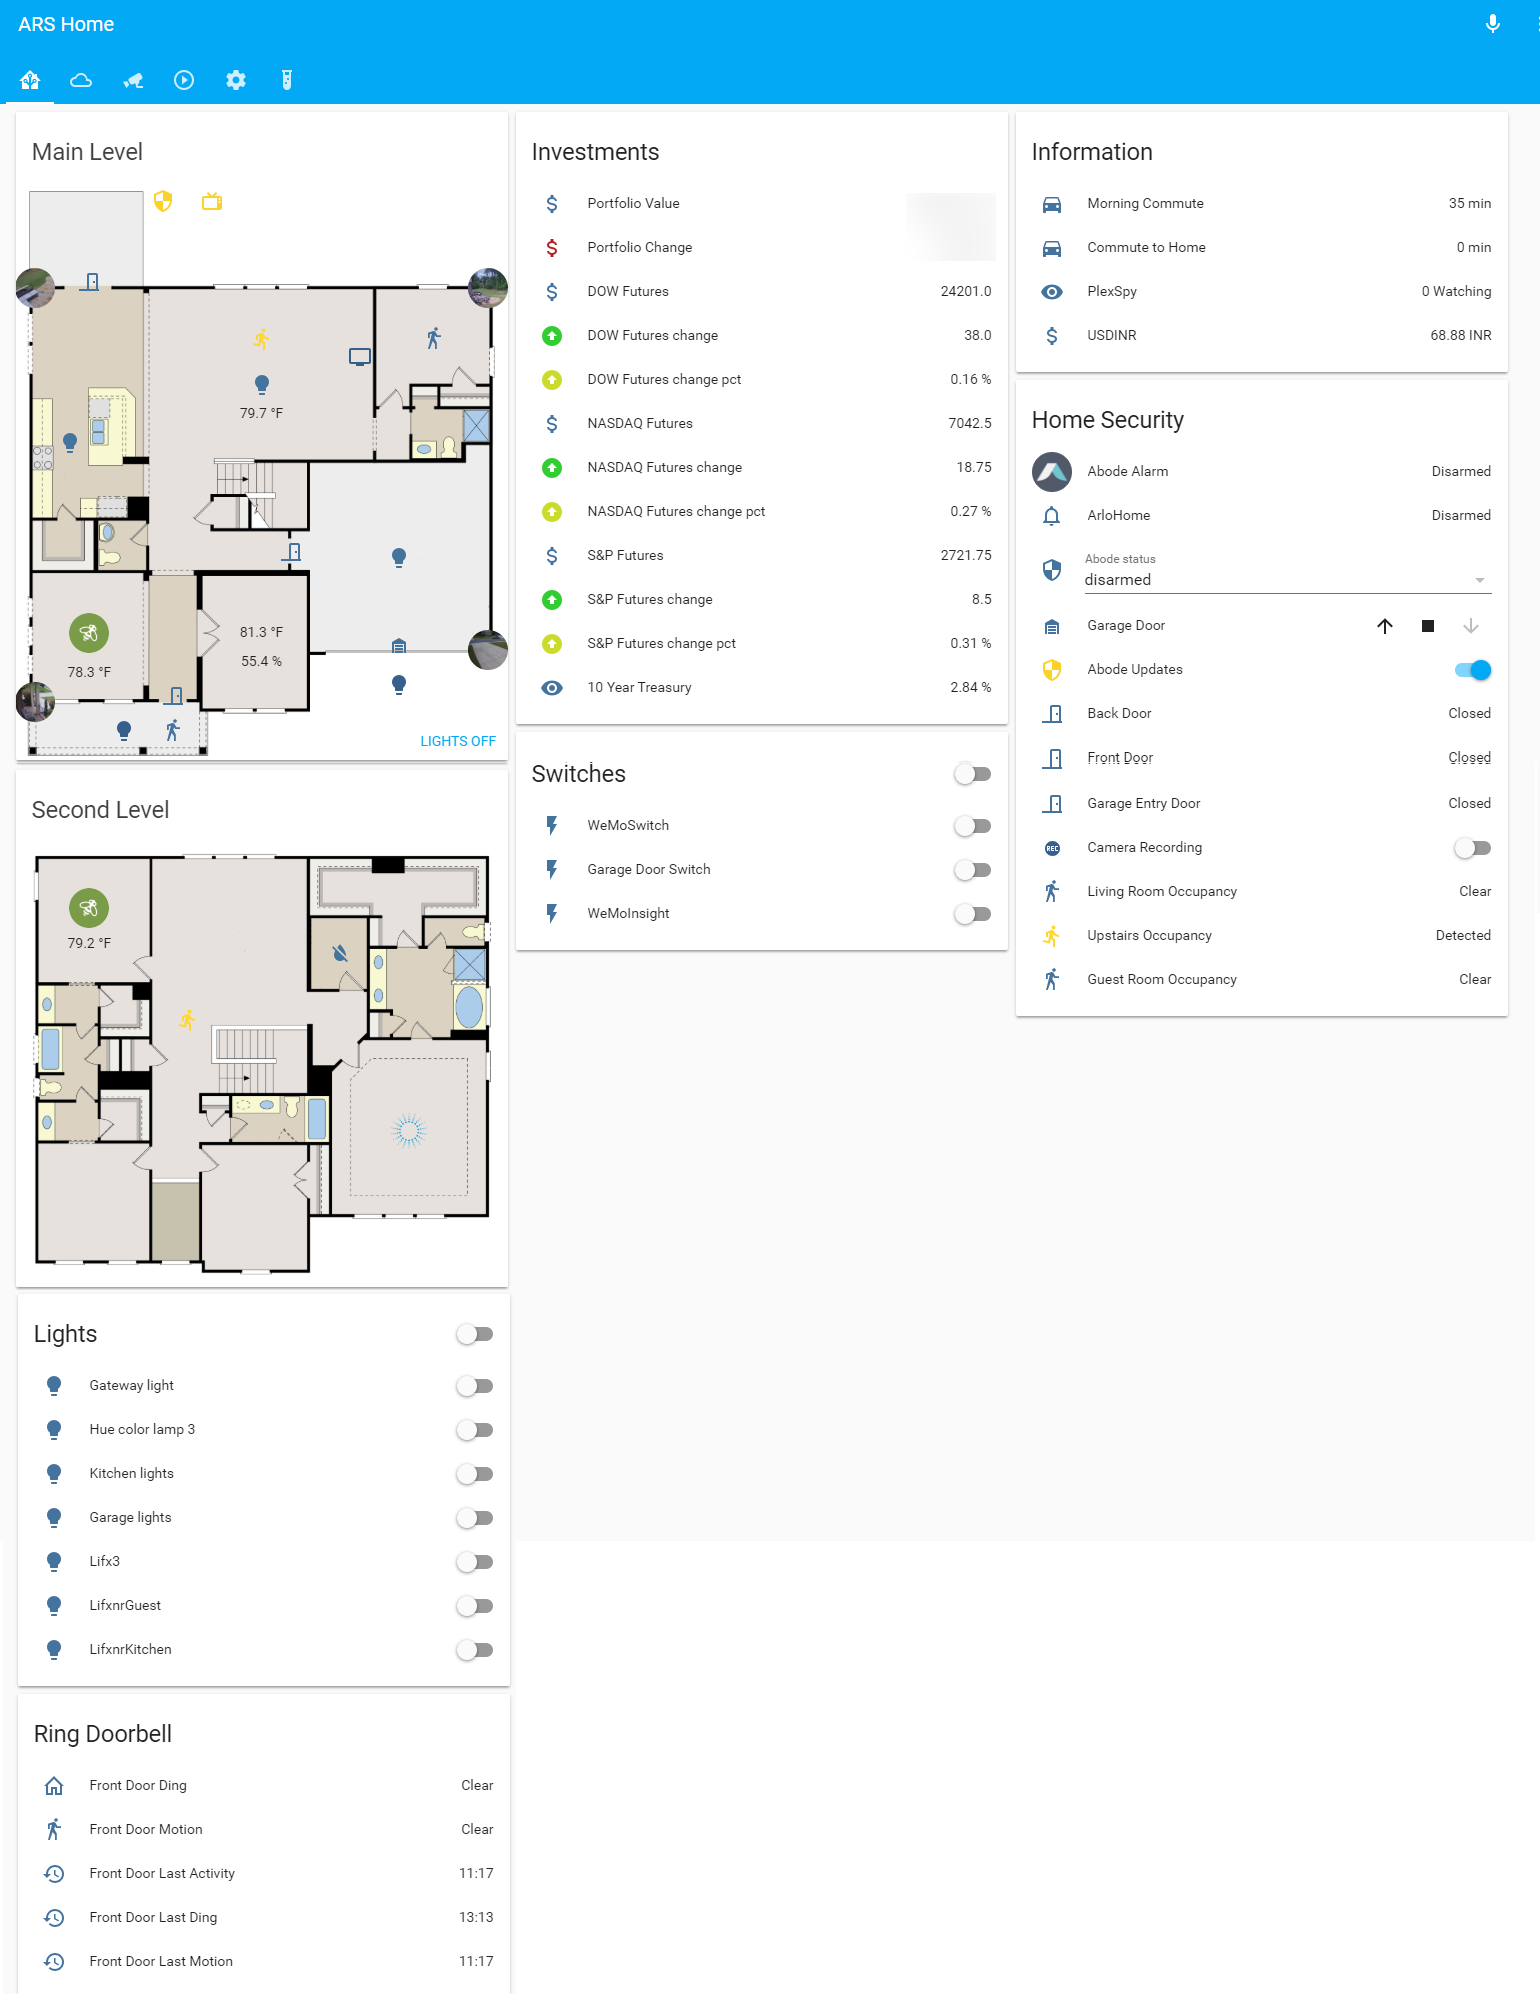 ARS Home
Main Level
79.7 °F
81.3 °F
55.4 %
78.3 °F
LIGHTS OFF
Second Level
79.2 °F
Lights
Gateway light
Hue color lamp 3
Kitchen lights
Garage lights
Lifx3
LifxnrGuest
LifxnrKitchen
Ring Doorbell
Front Door Ding Clear
Front Door Motion Clear
Front Door Last Activity 11:17
Front Door Last Ding 13:13
Front Door Last Motion 11:17
Investments
Portfolio Value
Portfolio Change
DOW Futures 24201.0
DOW Futures change 38.0
DOW Futures change pct 0.16 %
NASDAQ Futures 7042.5
NASDAQ Futures change 18.75
NASDAQ Futures change pct 0.27 %
S&P Futures 2721.75
S&P Futures change 8.5
S&P Futures change pct 0.31 %
10 Year Treasury 2.84 %
Switches
WeMoSwitch
Garage Door Switch
WeMoInsight
Information
Morning Commute 35 min
Commute to Home 0 min
PlexSpy 0 Watching
USDINR 68.88 INR
Home Security
Abode Alarm Disarmed
ArloHome Disarmed
Abode status
disarmed
Garage Door
Abode Updates
Back Door Closed
Front Door Closed
Garage Entry Door Closed
REC Camera Recording
Living Room Occupancy Clear
Upstairs Occupancy Detected
Guest Room Occupancy Clear